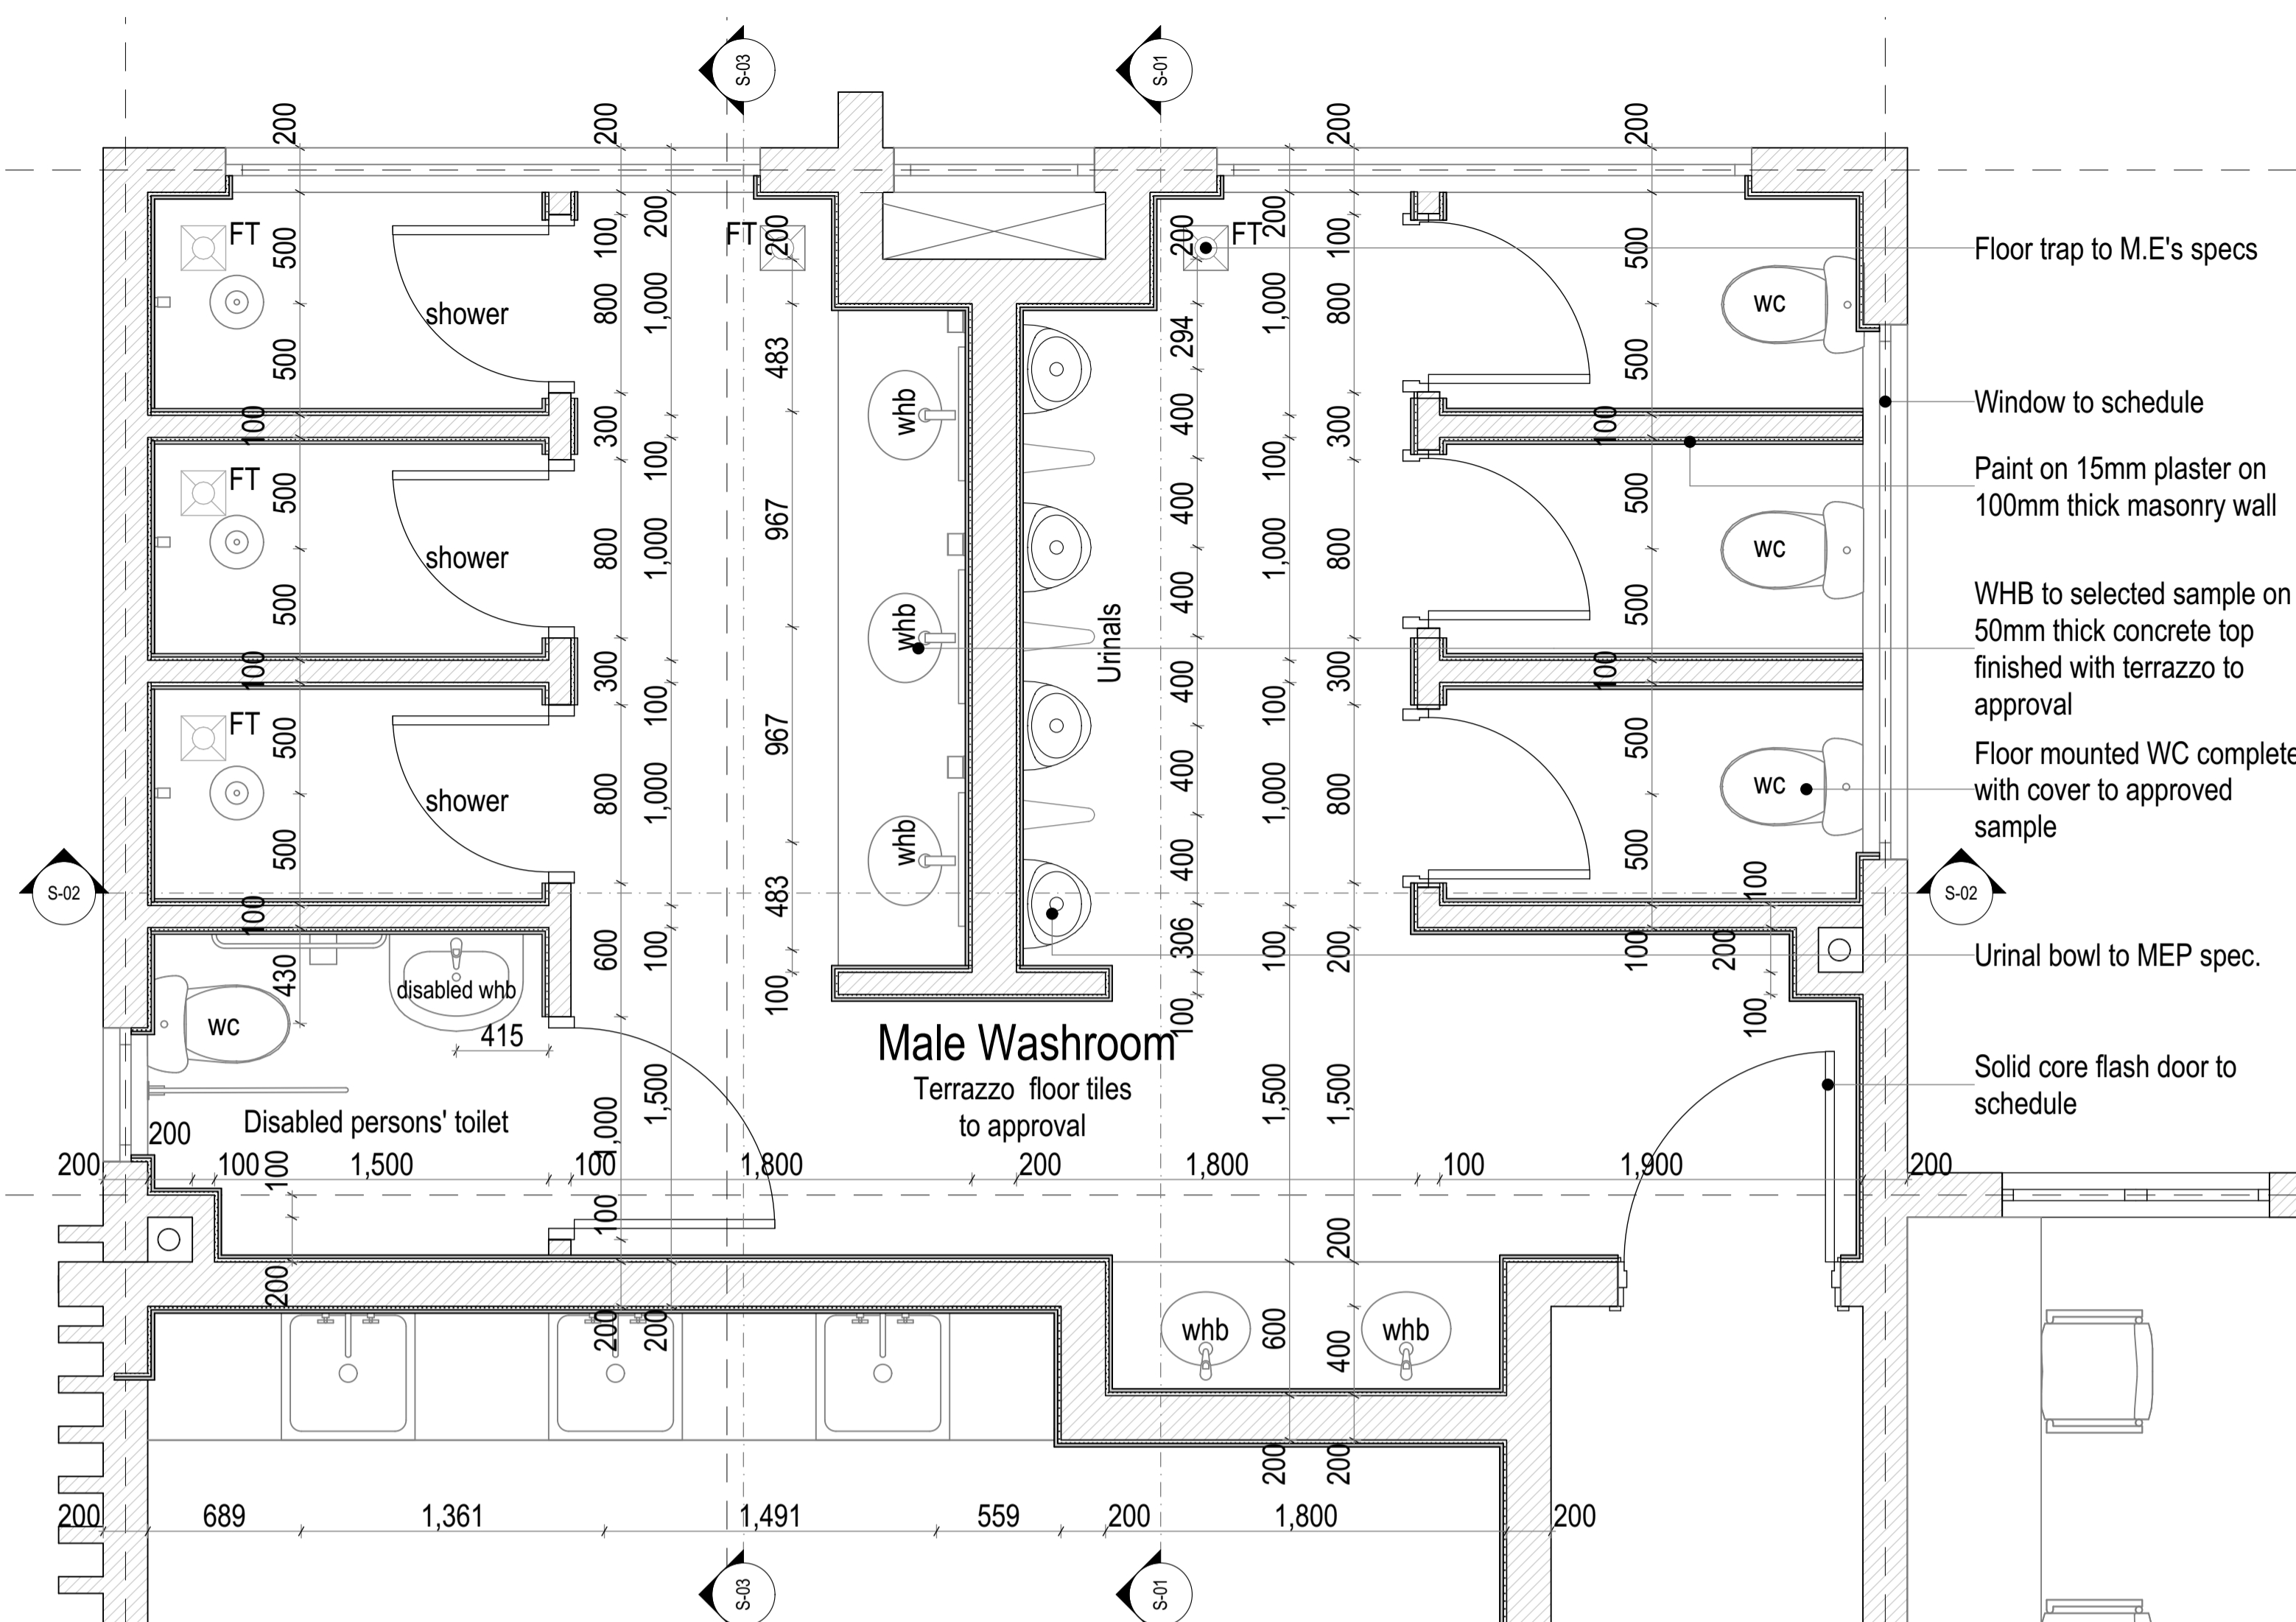 S-03
S-01
200
200
200
200
FT
500
100
200
FT
200
200
FT
200
100
500
Floor trap to M.E's specs
shower
800
1,000
294
1,000
800
wc
500
483
500
whb
400
Window to schedule
100
300
300
100
FT
500
100
400
100
500
Paint on 15mm plaster on
100mm thick masonry wall
967
shower
800
1,000
1,000
800
wc
500
400
500
WHB to selected sample on
50mm thick concrete top
finished with terrazzo to
approval
whb
Urinals
100
300
100
400
100
300
100
FT
500
967
400
500
shower
800
1,000
1,000
800
wc
Floor mounted WC complete
with cover to approved
sample
500
whb
400
500
S-02
100
483
100
S-02
430
600
100
306
100
200
100
200
Urinal bowl to MEP spec.
disabled whb
100
100
100
wc
415
Male Washroom
Terrazzo floor tiles
to approval
1,500
1,500
1,500
Solid core flash door to
schedule
Disabled persons' toilet
1,000
200
200
100
100
1,500
100
1,800
200
1,800
100
1,900
200
100
200
200
whb
whb
600
400
200
200
200
200
200
689
1,361
1,491
559
200
1,800
200
S-03
S-01